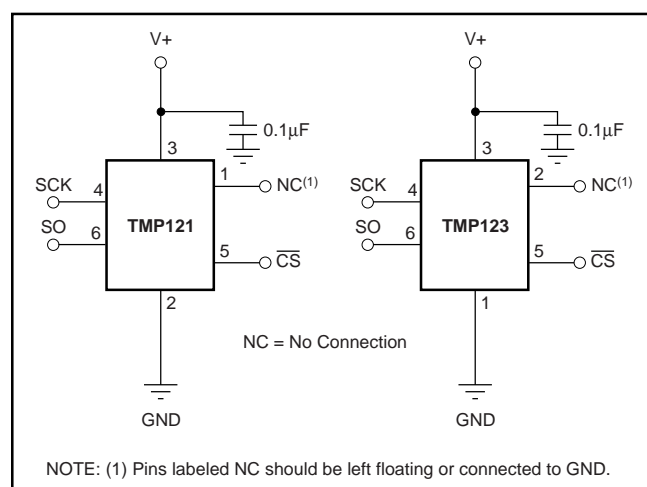 V+
0.1µF
3
SCK
4
1
NC(1)
TMP121
SO
6
5
CS
2
GND
V+
0.1µF
3
SCK
4
2
NC(1)
TMP123
SO
6
5
CS
1
GND
NC = No Connection
NOTE: (1) Pins labeled NC should be left floating or connected to GND.